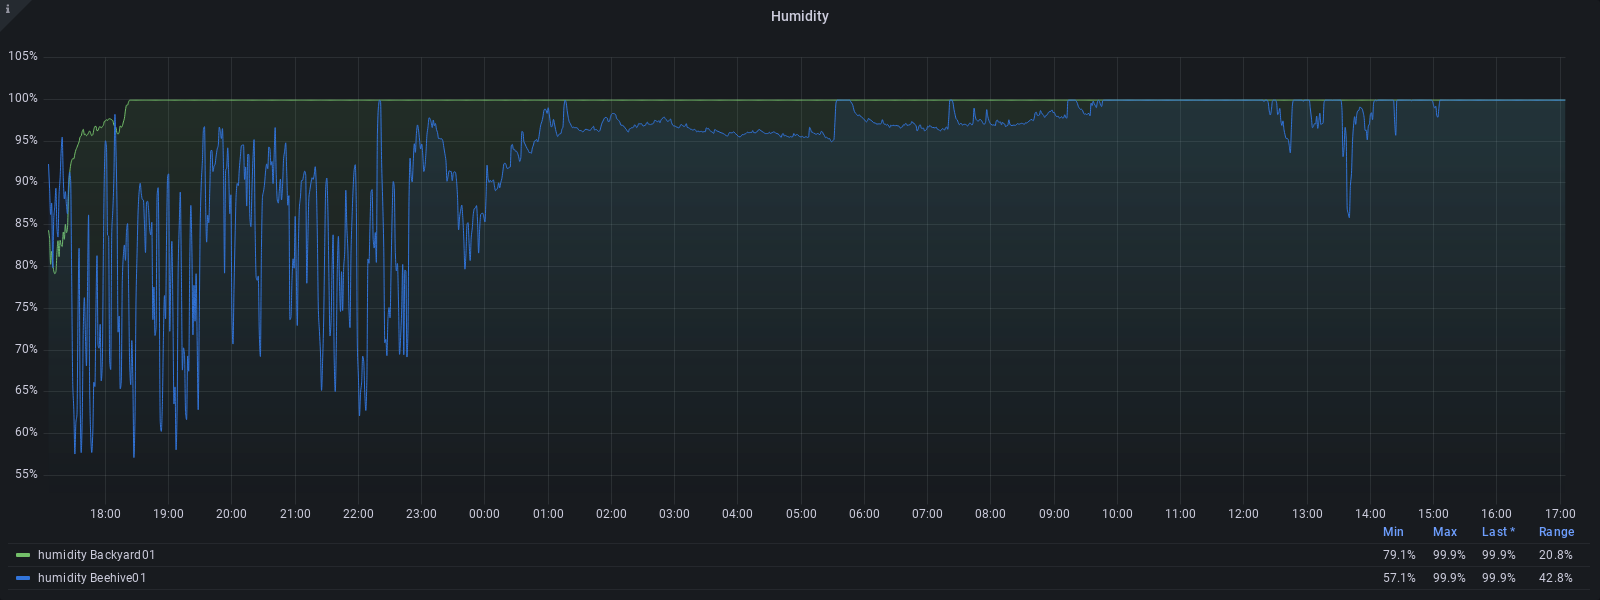 i
Humidity
105%
100%
95%
90%
85%
80%
75%
70%
65%
60%
55%
18:00 19:00 20:00 21:00 22:00 23:00 00:00 01:00 02:00 03:00 04:00 05:00 06:00 07:00 08:00 09:00 10:00 11:00 12:00 13:00 14:00 15:00 16:00 17:00
Min Max Last * Range
humidity Backyard01 79.1% 99.9% 99.9% 20.8%
humidity Beehive01 57.1% 99.9% 99.9% 42.8%